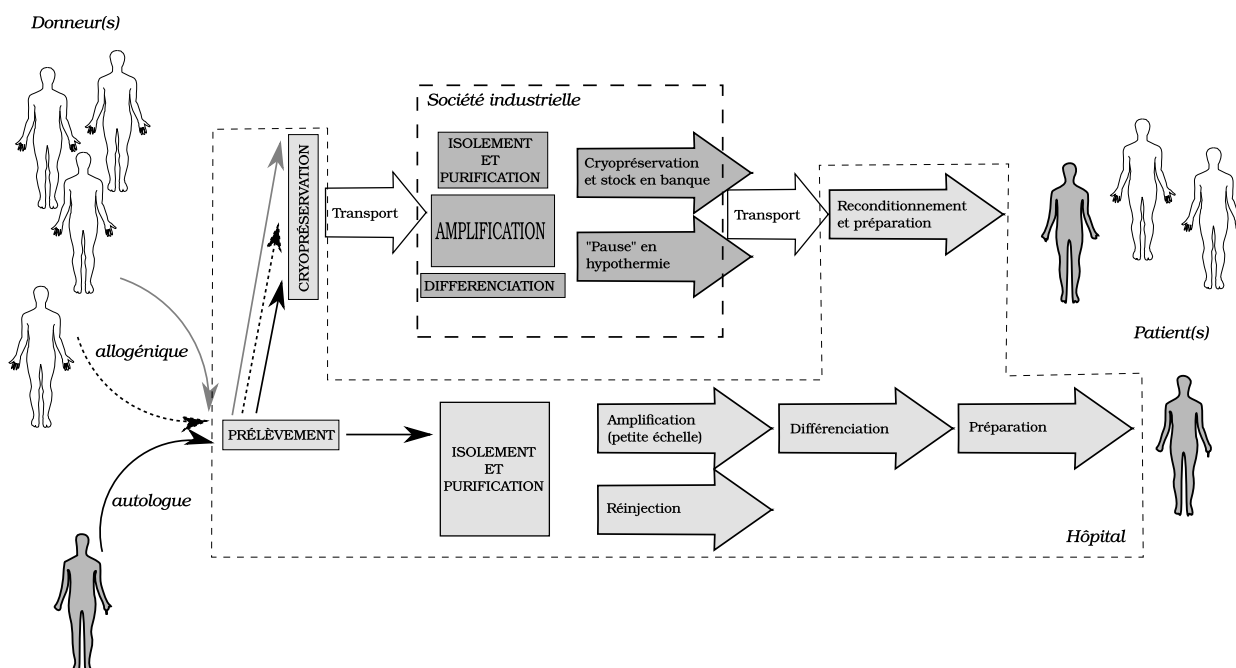 Donneur(s)
Société industrielle
ISOLEMENT
ET
PURIFICATION
AMPLIFICATION
DIFFERENCIATION
CRYOPRÉSERVATION
Transport
Cryopréservation
et stock en banque
"Pause" en
hypothermie
Transport
Reconditionnement
et préparation
Patient(s)
allogénique
autologue
PRÉLÈVEMENT
ISOLEMENT
ET
PURIFICATION
Amplification
(petite échelle)
Différenciation
Préparation
Réinjection
Hôpital